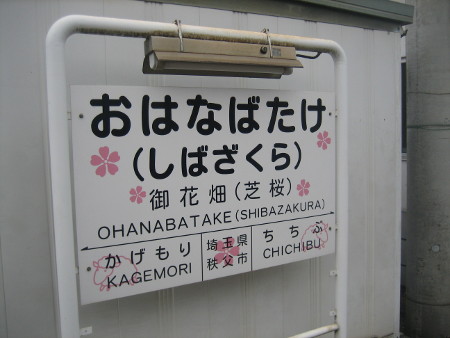 おはなばたけ
(しばざくら)
御花畑(芝桜)
OHANABATAKE(SHIBAZAKURA)
かげもり
KAGEMORI
埼玉県
秩父市
ちちぶ
CHICHIBU